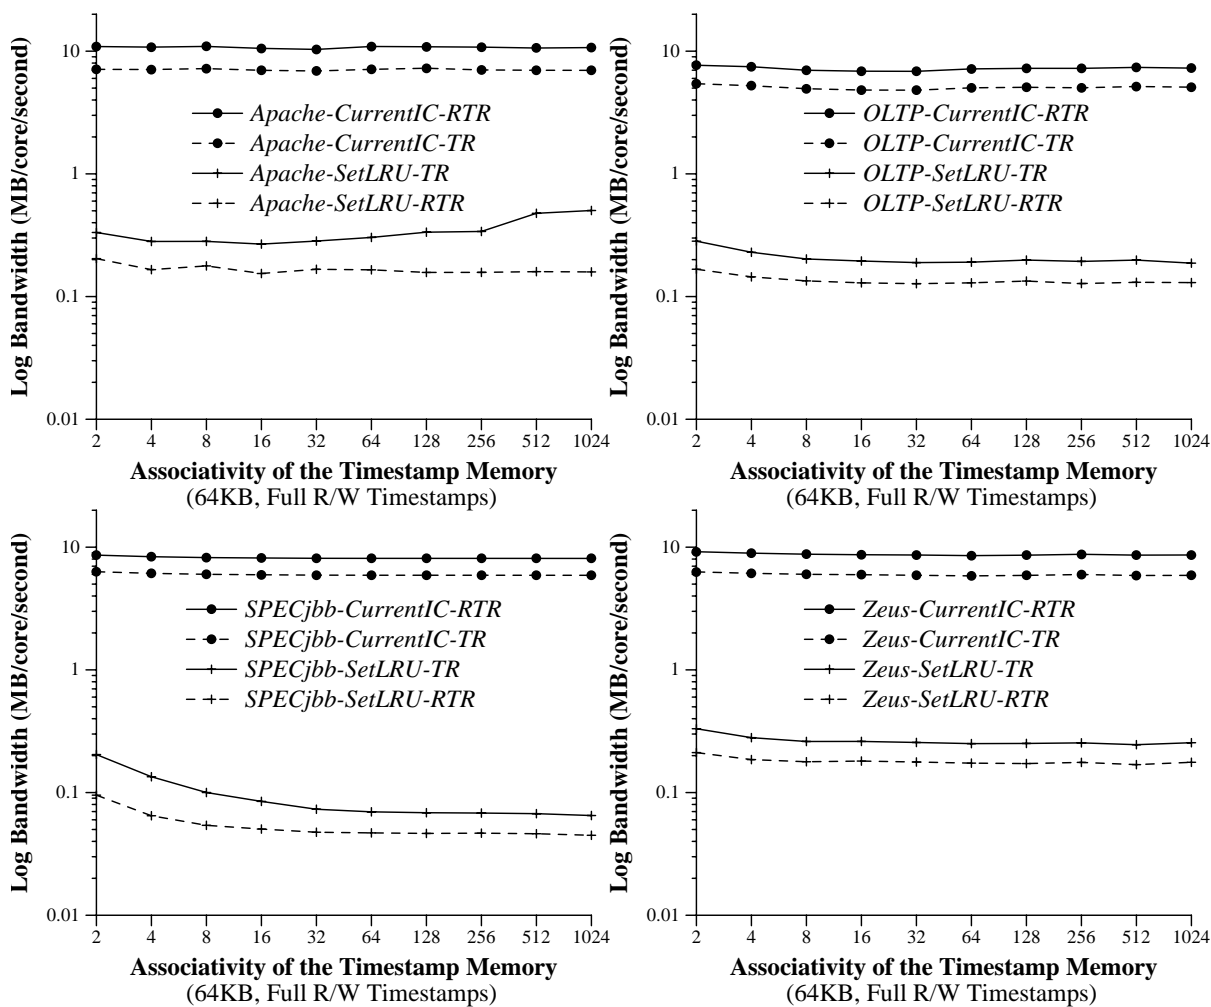 Log Bandwidth (MB/core/second)
10
1
0.1
0.01
Apache-CurrentIC-RTR
Apache-CurrentIC-TR
Apache-SetLRU-TR
Apache-SetLRU-RTR
2 4 8 16 32 64 128 256 512 1024
Associativity of the Timestamp Memory
(64KB, Full R/W Timestamps)
Log Bandwidth (MB/core/second)
10
1
0.1
0.01
OLTP-CurrentIC-RTR
OLTP-CurrentIC-TR
OLTP-SetLRU-TR
OLTP-SetLRU-RTR
2 4 8 16 32 64 128 256 512 1024
Associativity of the Timestamp Memory
(64KB, Full R/W Timestamps)
Log Bandwidth (MB/core/second)
10
1
0.1
0.01
SPECjbb-CurrentIC-RTR
SPECjbb-CurrentIC-TR
SPECjbb-SetLRU-TR
SPECjbb-SetLRU-RTR
2 4 8 16 32 64 128 256 512 1024
Associativity of the Timestamp Memory
(64KB, Full R/W Timestamps)
Log Bandwidth (MB/core/second)
10
1
0.1
0.01
Zeus-CurrentIC-RTR
Zeus-CurrentIC-TR
Zeus-SetLRU-TR
Zeus-SetLRU-RTR
2 4 8 16 32 64 128 256 512 1024
Associativity of the Timestamp Memory
(64KB, Full R/W Timestamps)